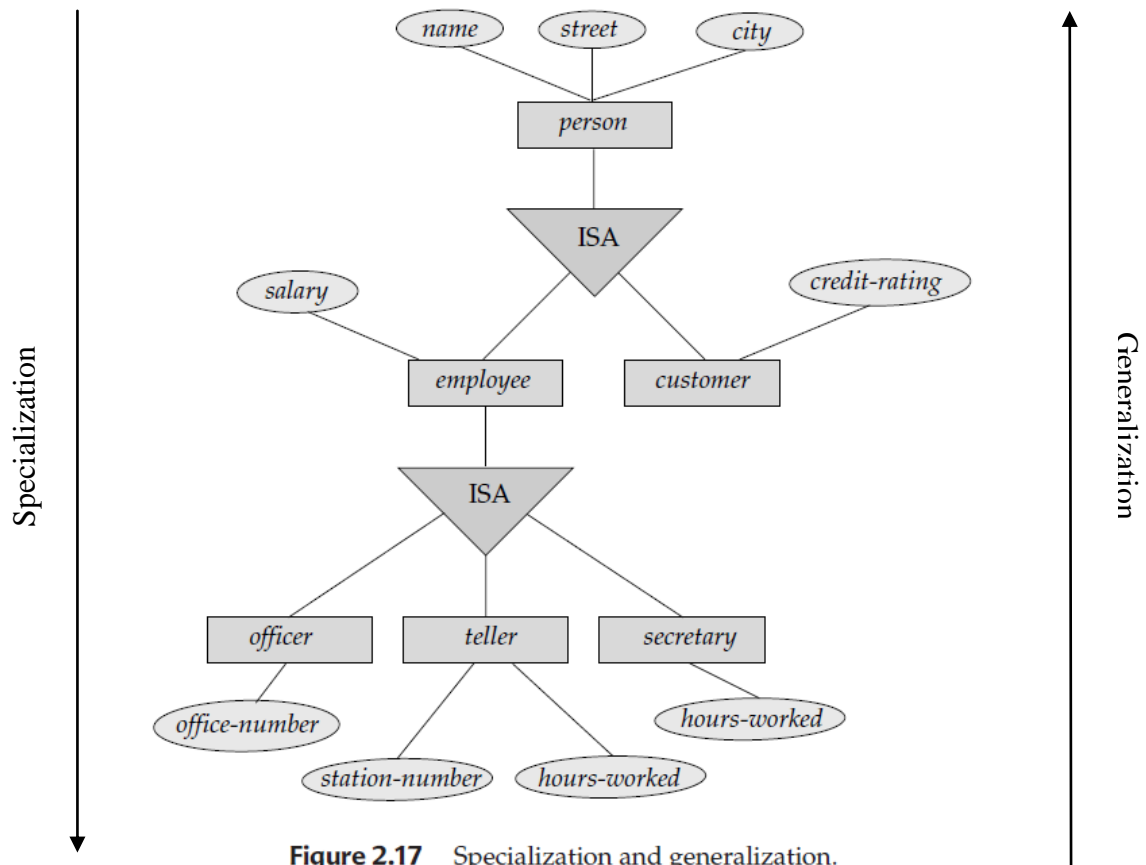 name
street
city
person
ISA
salary
credit-rating
employee
customer
ISA
officer
teller
secretary
office-number
hours-worked
station-number
hours-worked
Specialization
Generalization
Figure 2.17 Specialization and generalization.